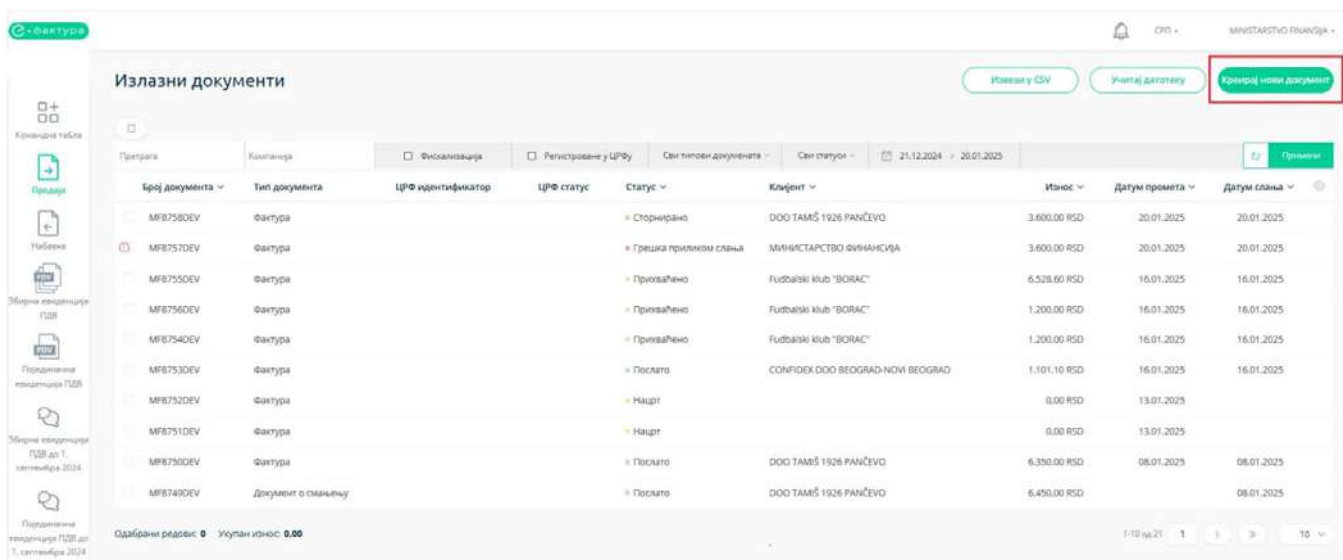 е-фактура
СРП
MINISTARSTVO FINANSIJA
Излазни документи
Извези у CSV
Учитај датотеку
Креирај нови документ
Командна табла
Продаја
Набавке
PDV
Збирна евиденција
ПДВ
PDV
Појединачна
евиденција ПДВ
Збирна евиденција
ПДВ до 1.
септембра 2024.
Појединачна
евиденција ПДВ до
1. септембра 2024
Претрага
Компанија
Фискализација
Регистроване у ЦРФу
Сви типови докумената
Сви статуси
21.12.2024 → 20.01.2025
Примени
Број документа Тип документа ЦРФ идентификатор ЦРФ статус Статус Клијент Износ Датум промета Датум слања
MF8758DEV Фактура Сторнирано DOO TAMIŠ 1926 PANČEVO 3.600,00 RSD 20.01.2025 20.01.2025
MF8757DEV Фактура Грешка приликом слања МИНИСТАРСТВО ФИНАНСИЈА 3.600,00 RSD 20.01.2025 20.01.2025
MF8755DEV Фактура Прихваћено Fudbalski klub "BORAC" 6.528,60 RSD 16.01.2025 16.01.2025
MF8756DEV Фактура Прихваћено Fudbalski klub "BORAC" 1.200,00 RSD 16.01.2025 16.01.2025
MF8754DEV Фактура Прихваћено Fudbalski klub "BORAC" 1.200,00 RSD 16.01.2025 16.01.2025
MF8753DEV Фактура Послато CONFIDEX DOO BEOGRAD-NOVI BEOGRAD 1.101,10 RSD 16.01.2025 16.01.2025
MF8752DEV Фактура Нацрт 0,00 RSD 13.01.2025
MF8751DEV Фактура Нацрт 0,00 RSD 13.01.2025
MF8750DEV Фактура Послато DOO TAMIŠ 1926 PANČEVO 6.350,00 RSD 08.01.2025 08.01.2025
MF8749DEV Документ о смањењу Послато DOO TAMIŠ 1926 PANČEVO 6.450,00 RSD 08.01.2025
Одабрани редови: 0 Укупан износ: 0.00
1-10 од 21 1 10